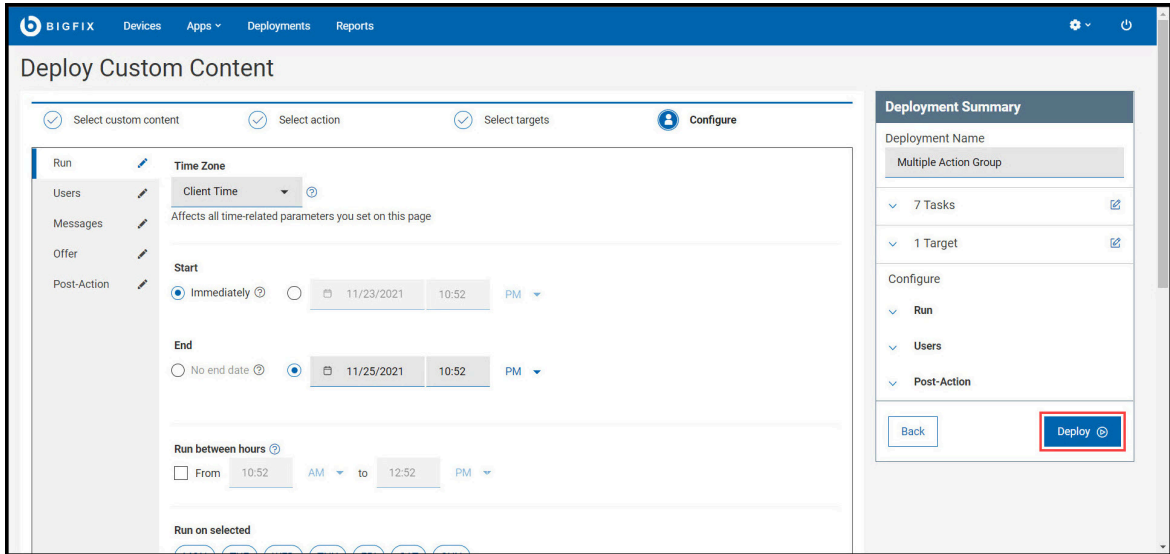 BIGFIX Devices Apps Deployments Reports
Deploy Custom Content
Select custom content Select action Select targets Configure
Run
Users
Messages
Offer
Post-Action
Time Zone
Client Time
Affects all time-related parameters you set on this page
Start
Immediately 11/23/2021 10:52 PM
End
No end date 11/25/2021 10:52 PM
Run between hours
From 10:52 AM to 12:52 PM
Run on selected
Deployment Summary
Deployment Name
Multiple Action Group
7 Tasks
1 Target
Configure
Run
Users
Post-Action
Back Deploy